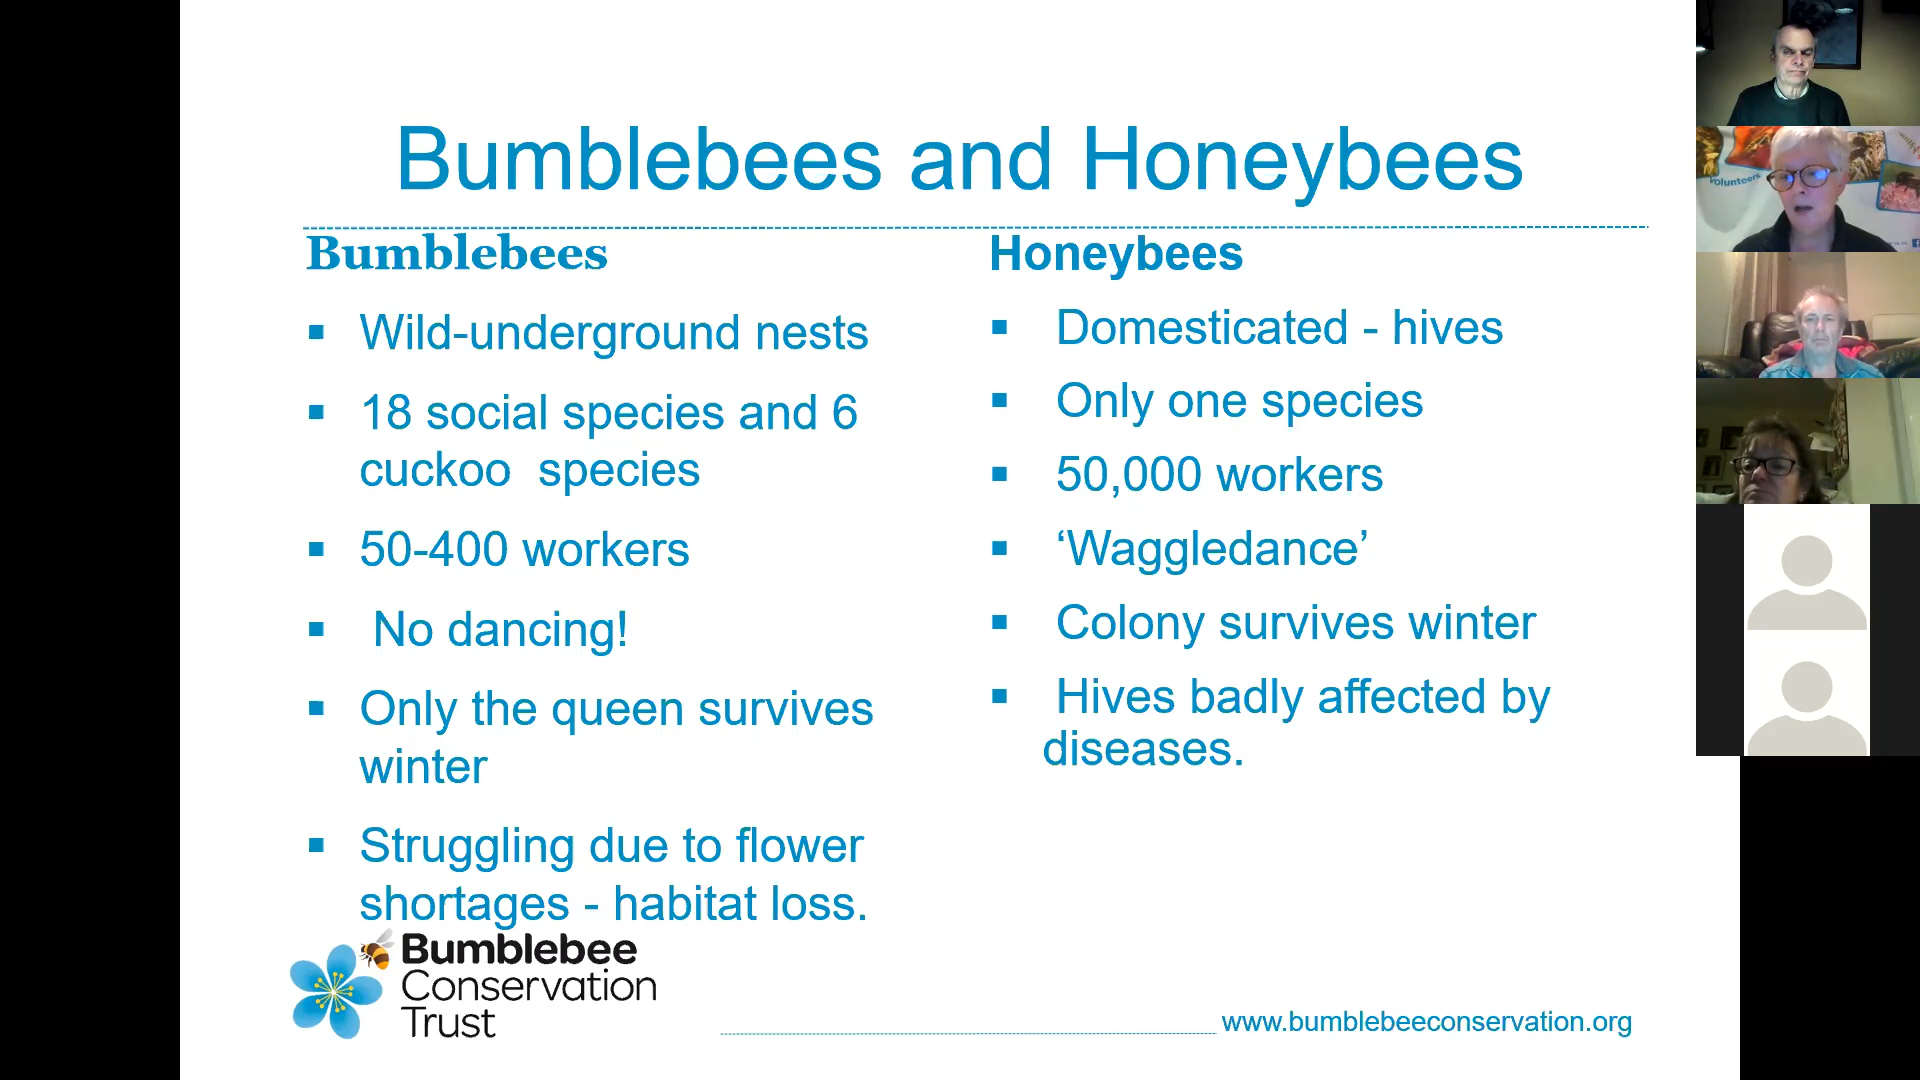 Bumblebees and Honeybees
Bumblebees
▪ Wild-underground nests
▪ 18 social species and 6
cuckoo species
▪ 50-400 workers
▪ No dancing!
▪ Only the queen survives
winter
▪ Struggling due to flower
shortages - habitat loss.
Honeybees
▪ Domesticated - hives
▪ Only one species
▪ 50,000 workers
▪ ‘Waggledance’
▪ Colony survives winter
▪ Hives badly affected by
diseases.
Bumblebee
Conservation
Trust
www.bumblebeeconservation.org
volunteers